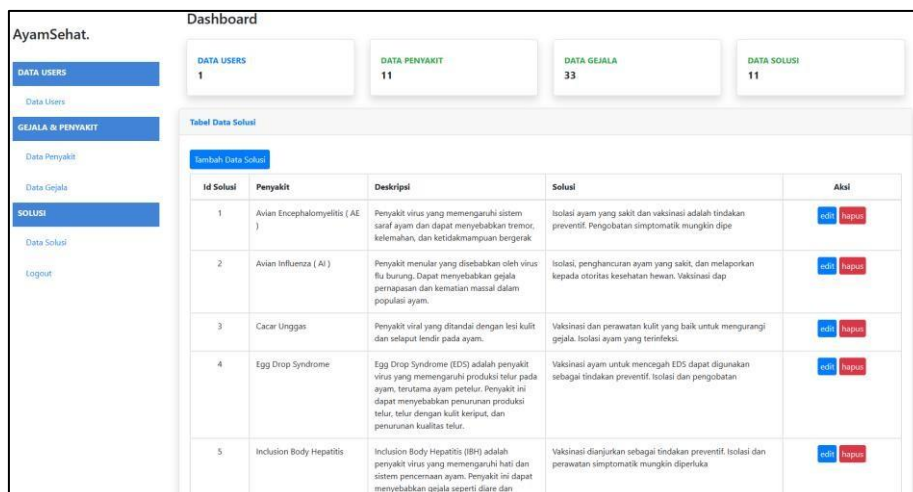 AyamSehat.
DATA USERS
Data Users
GEJALA & PENYAKIT
Data Penyakit
Data Gejala
SOLUSI
Data Solusi
Logout
Dashboard
DATA USERS
1
DATA PENYAKIT
11
DATA GEJALA
33
DATA SOLUSI
11
Tabel Data Solusi
Tambah Data Solusi
Id Solusi Penyakit Deskripsi Solusi Aksi
1
Avian Encephalomyelitis ( AE
)
Penyakit virus yang memengaruhi sistem
saraf ayam dan dapat menyebabkan tremor,
kelemahan, dan ketidakmampuan bergerak
Isolasi ayam yang sakit dan vaksinasi adalah tindakan
preventif. Pengobatan simptomatik mungkin dipe
edit hapus
2
Avian Influenza ( AI )
Penyakit menular yang disebabkan oleh virus
flu burung. Dapat menyebabkan gejala
pernapasan dan kematian massal dalam
populasi ayam.
Isolasi, penghancuran ayam yang sakit, dan melaporkan
kepada otoritas kesehatan hewan. Vaksinasi dap
edit hapus
3
Cacar Unggas
Penyakit viral yang ditandai dengan lesi kulit
dan selaput lendir pada ayam.
Vaksinasi dan perawatan kulit yang baik untuk mengurangi
gejala. Isolasi ayam yang terinfeksi.
edit hapus
4
Egg Drop Syndrome
Egg Drop Syndrome (EDS) adalah penyakit
virus yang memengaruhi produksi telur pada
ayam, terutama ayam petelur. Penyakit ini
dapat menyebabkan penurunan produksi
telur, telur dengan kulit keriput, dan
penurunan kualitas telur.
Vaksinasi ayam untuk mencegah EDS dapat digunakan
sebagai tindakan preventif. Isolasi dan pengobatan
edit hapus
5
Inclusion Body Hepatitis
Inclusion Body Hepatitis (IBH) adalah
penyakit virus yang memengaruhi hati dan
sistem pencernaan ayam. Penyakit ini dapat
menyebabkan gejala seperti diare dan
Vaksinasi dianjurkan sebagai tindakan preventif. Isolasi dan
perawatan simptomatik mungkin diperluka
edit hapus